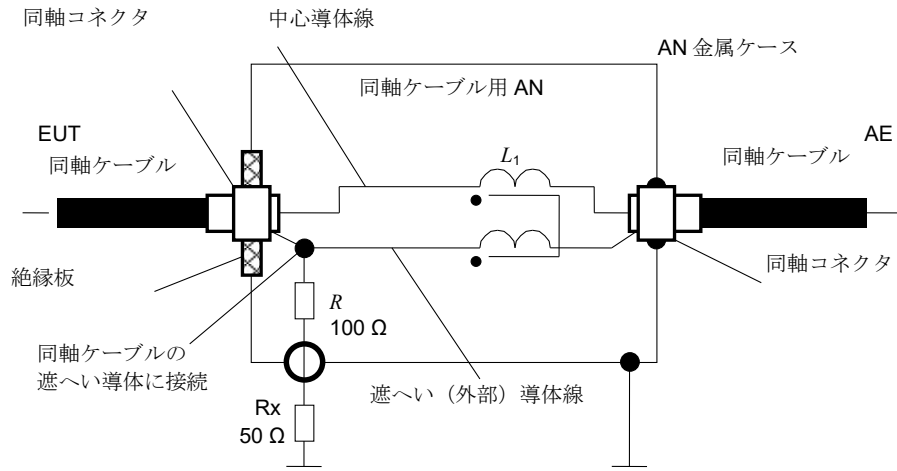 同軸コネクタ
中心導体線
AN 金属ケース
同軸ケーブル用 AN
EUT
同軸ケーブル
L1
同軸ケーブル
AE
絶縁板
同軸コネクタ
R
100 Ω
同軸ケーブルの
遮へい導体に接続
遮へい（外部）導体線
Rx
50 Ω